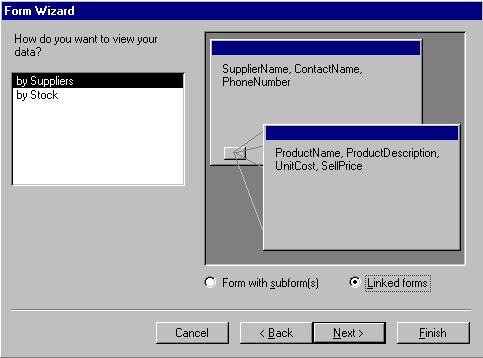 Form Wizard
How do you want to view your
data?
by Suppliers
by Stock
SupplierName, ContactName,
PhoneNumber
ProductName, ProductDescription,
UnitCost, SellPrice
Form with subform(s)
Linked forms
Cancel
< Back
Next >
Finish